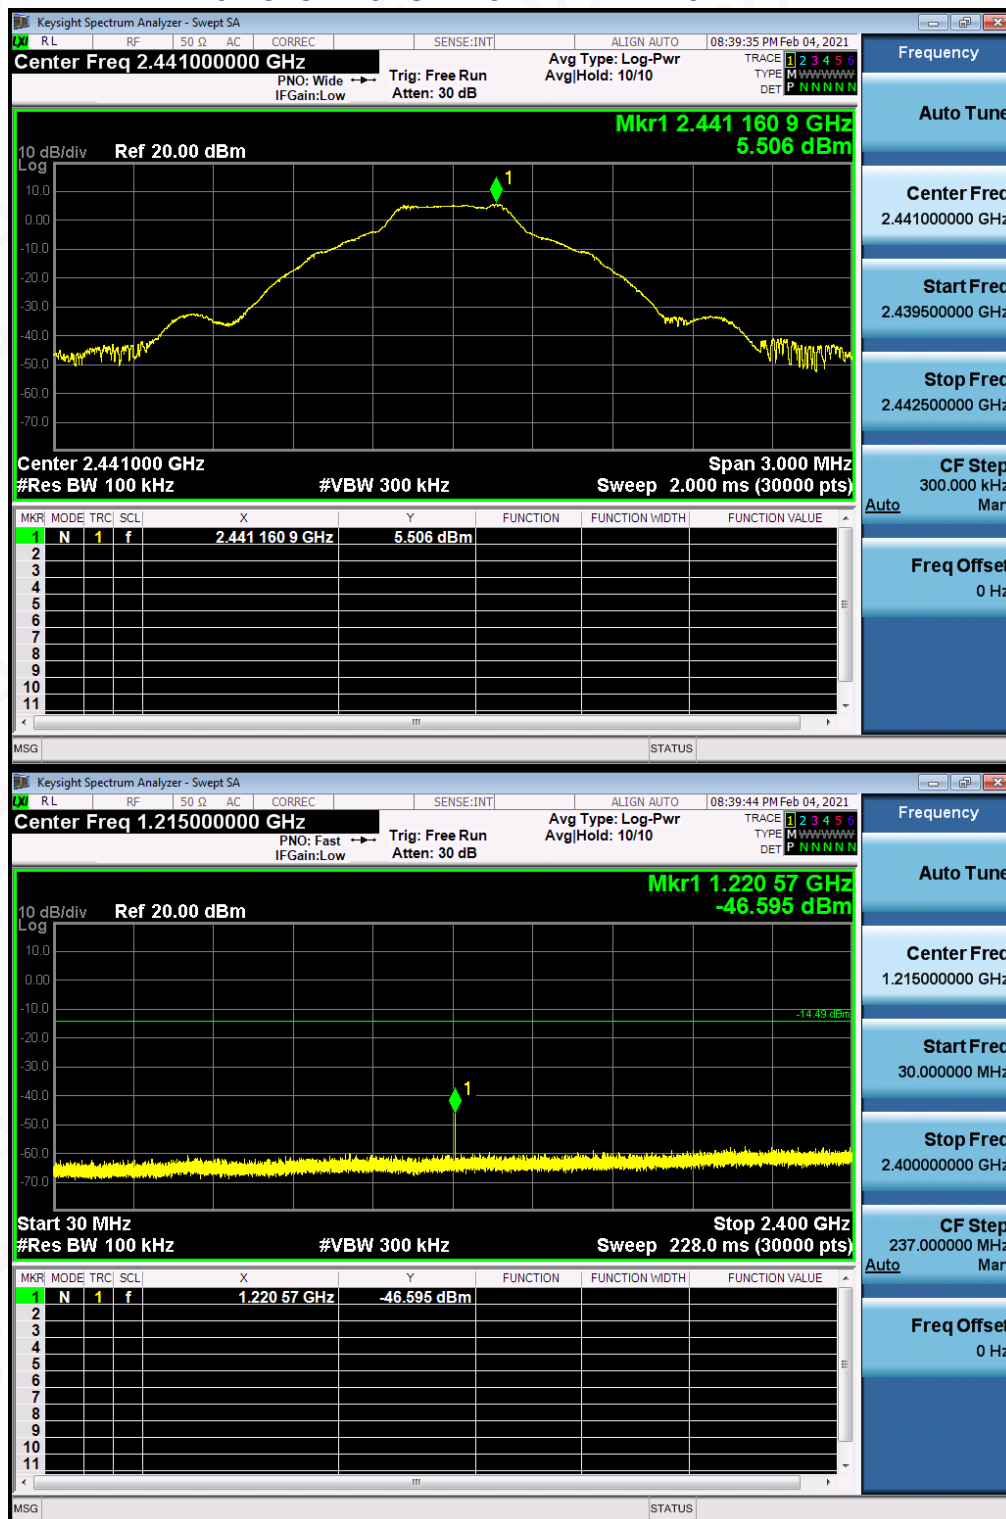 Keysight Spectrum Analyzer - Swept SA
LXI RL RF 50 Ω AC CORREC SENSE:INT ALIGN AUTO 08:39:35 PM Feb 04, 2021
Center Freq 2.441000000 GHz
PNO: Wide
IFGain:Low
Trig: Free Run
Atten: 30 dB
Avg Type: Log-Pwr
Avg|Hold: 10/10
TRACE 1 2 3 4 5 6
TYPE M WWWWW
DET P N N N N N
Mkr1 2.441 160 9 GHz
5.506 dBm
10 dB/div Ref 20.00 dBm
Log
10.0
0.00
-10.0
-20.0
-30.0
-40.0
-50.0
-60.0
-70.0
1
Center 2.441000 GHz Span 3.000 MHz
#Res BW 100 kHz #VBW 300 kHz Sweep 2.000 ms (30000 pts)
MKR MODE TRC SCL X Y FUNCTION FUNCTION WIDTH FUNCTION VALUE
1 N 1 f 2.441 160 9 GHz 5.506 dBm
2
3
4
5
6
7
8
9
10
11
MSG STATUS
Frequency
Auto Tune
Center Freq
2.441000000 GHz
Start Freq
2.439500000 GHz
Stop Freq
2.442500000 GHz
CF Step
300.000 kHz
Auto Man
Freq Offset
0 Hz
Keysight Spectrum Analyzer - Swept SA
LXI RL RF 50 Ω AC CORREC SENSE:INT ALIGN AUTO 08:39:44 PM Feb 04, 2021
Center Freq 1.215000000 GHz
PNO: Fast
IFGain:Low
Trig: Free Run
Atten: 30 dB
Avg Type: Log-Pwr
Avg|Hold: 10/10
TRACE 1 2 3 4 5 6
TYPE M WWWWW
DET P N N N N N
Mkr1 1.220 57 GHz
-46.595 dBm
10 dB/div Ref 20.00 dBm
Log
10.0
0.00
-10.0
-20.0
-30.0
-40.0
-50.0
-60.0
-70.0
-14.49 dBm
1
Start 30 MHz Stop 2.400 GHz
#Res BW 100 kHz #VBW 300 kHz Sweep 228.0 ms (30000 pts)
MKR MODE TRC SCL X Y FUNCTION FUNCTION WIDTH FUNCTION VALUE
1 N 1 f 1.220 57 GHz -46.595 dBm
2
3
4
5
6
7
8
9
10
11
MSG STATUS
Frequency
Auto Tune
Center Freq
1.215000000 GHz
Start Freq
30.000000 MHz
Stop Freq
2.400000000 GHz
CF Step
237.000000 MHz
Auto Man
Freq Offset
0 Hz